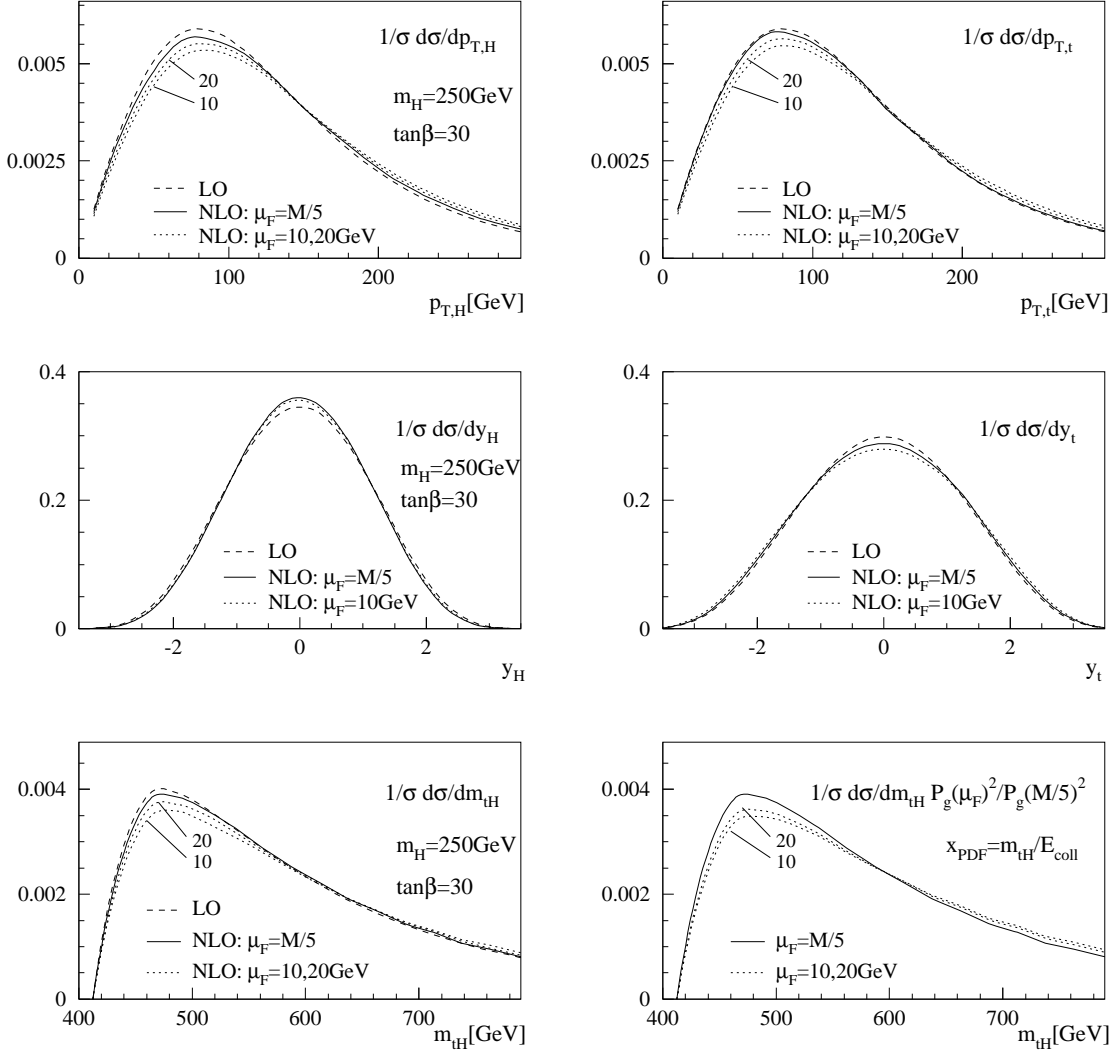 1/σ dσ/dp_{T,H}
m_H=250GeV
tanβ=30
20
10
LO
NLO: μ_F=M/5
NLO: μ_F=10,20GeV
0.005
0.0025
0
0 100 200
p_{T,H}[GeV]
1/σ dσ/dp_{T,t}
20
10
LO
NLO: μ_F=M/5
NLO: μ_F=10,20GeV
0.005
0.0025
0
0 100 200
p_{T,t}[GeV]
1/σ dσ/dy_H
m_H=250GeV
tanβ=30
LO
NLO: μ_F=M/5
NLO: μ_F=10GeV
0.4
0.2
0
-2 0 2
y_H
1/σ dσ/dy_t
LO
NLO: μ_F=M/5
NLO: μ_F=10GeV
0.4
0.2
0
-2 0 2
y_t
1/σ dσ/dm_{tH}
m_H=250GeV
tanβ=30
20
10
LO
NLO: μ_F=M/5
NLO: μ_F=10,20GeV
0.004
0.002
0
400 500 600 700
m_{tH}[GeV]
1/σ dσ/dm_{tH} P_g(μ_F)^2/P_g(M/5)^2
x_{PDF}=m_{tH}/E_{coll}
20
10
μ_F=M/5
μ_F=10,20GeV
0.004
0.002
0
400 500 600 700
m_{tH}[GeV]